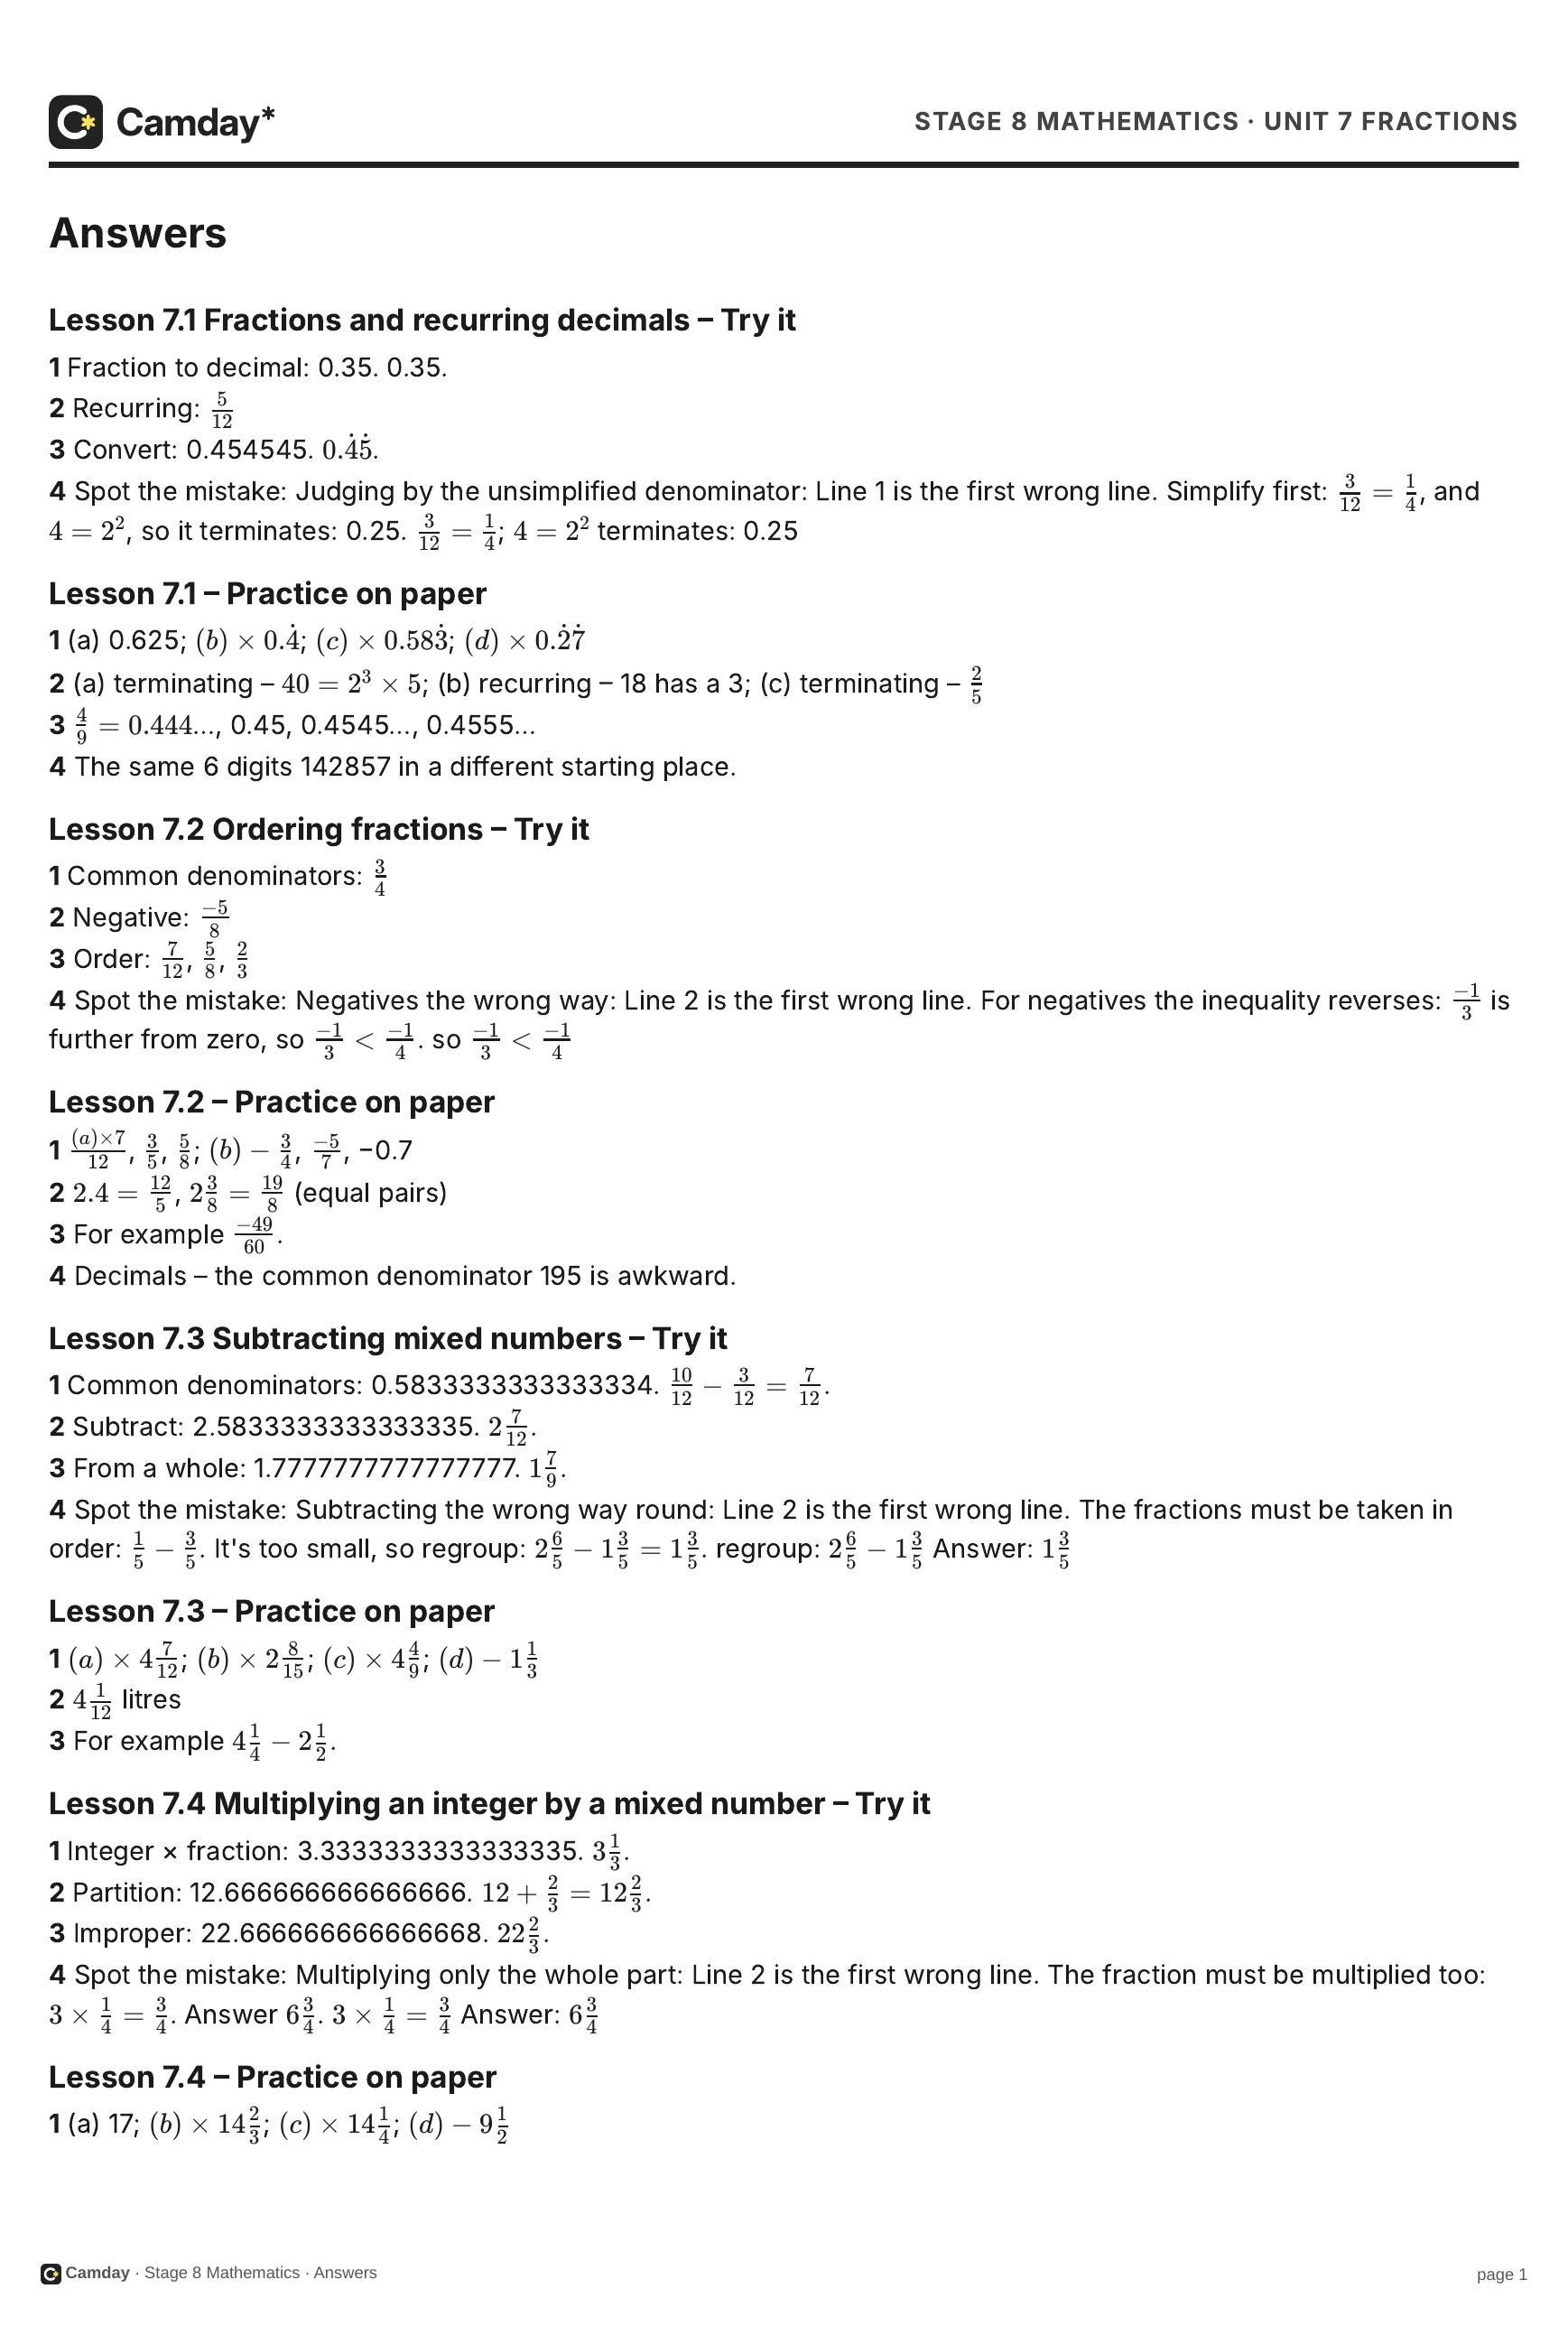 Camday*
STAGE 8 MATHEMATICS · UNIT 7 FRACTIONS
Answers
Lesson 7.1 Fractions and recurring decimals – Try it
1 Fraction to decimal: 0.35. 0.35.
2 Recurring: 5/12
3 Convert: 0.454545. 0.4̇5̇.
4 Spot the mistake: Judging by the unsimplified denominator: Line 1 is the first wrong line. Simplify first: 3/12 = 1/4, and
4 = 2², so it terminates: 0.25. 3/12 = 1/4; 4 = 2² terminates: 0.25
Lesson 7.1 – Practice on paper
1 (a) 0.625; (b) × 0.4̇; (c) × 0.583̇; (d) × 0.2̇7̇
2 (a) terminating – 40 = 2³ × 5; (b) recurring – 18 has a 3; (c) terminating – 2/5
3 4/9 = 0.444..., 0.45, 0.4545..., 0.4555...
4 The same 6 digits 142857 in a different starting place.
Lesson 7.2 Ordering fractions – Try it
1 Common denominators: 3/4
2 Negative: −5/8
3 Order: 7/12, 5/8, 2/3
4 Spot the mistake: Negatives the wrong way: Line 2 is the first wrong line. For negatives the inequality reverses: −1/3 is
further from zero, so −1/3 < −1/4. so −1/3 < −1/4
Lesson 7.2 – Practice on paper
1 (a)×7/12, 3/5, 5/8; (b) − 3/4, −5/7, −0.7
2 2.4 = 12/5, 2 3/8 = 19/8 (equal pairs)
3 For example −49/60.
4 Decimals – the common denominator 195 is awkward.
Lesson 7.3 Subtracting mixed numbers – Try it
1 Common denominators: 0.5833333333333334. 10/12 − 3/12 = 7/12.
2 Subtract: 2.5833333333333335. 2 7/12.
3 From a whole: 1.7777777777777777. 1 7/9.
4 Spot the mistake: Subtracting the wrong way round: Line 2 is the first wrong line. The fractions must be taken in
order: 1/5 − 3/5. It's too small, so regroup: 2 6/5 − 1 3/5 = 1 3/5. regroup: 2 6/5 − 1 3/5 Answer: 1 3/5
Lesson 7.3 – Practice on paper
1 (a) × 4 7/12; (b) × 2 8/15; (c) × 4 4/9; (d) − 1 1/3
2 4 1/12 litres
3 For example 4 1/4 − 2 1/2.
Lesson 7.4 Multiplying an integer by a mixed number – Try it
1 Integer × fraction: 3.3333333333333335. 3 1/3.
2 Partition: 12.666666666666666. 12 + 2/3 = 12 2/3.
3 Improper: 22.666666666666668. 22 2/3.
4 Spot the mistake: Multiplying only the whole part: Line 2 is the first wrong line. The fraction must be multiplied too:
3 × 1/4 = 3/4. Answer 6 3/4. 3 × 1/4 = 3/4 Answer: 6 3/4
Lesson 7.4 – Practice on paper
1 (a) 17; (b) × 14 2/3; (c) × 14 1/4; (d) − 9 1/2
Camday · Stage 8 Mathematics · Answers
page 1